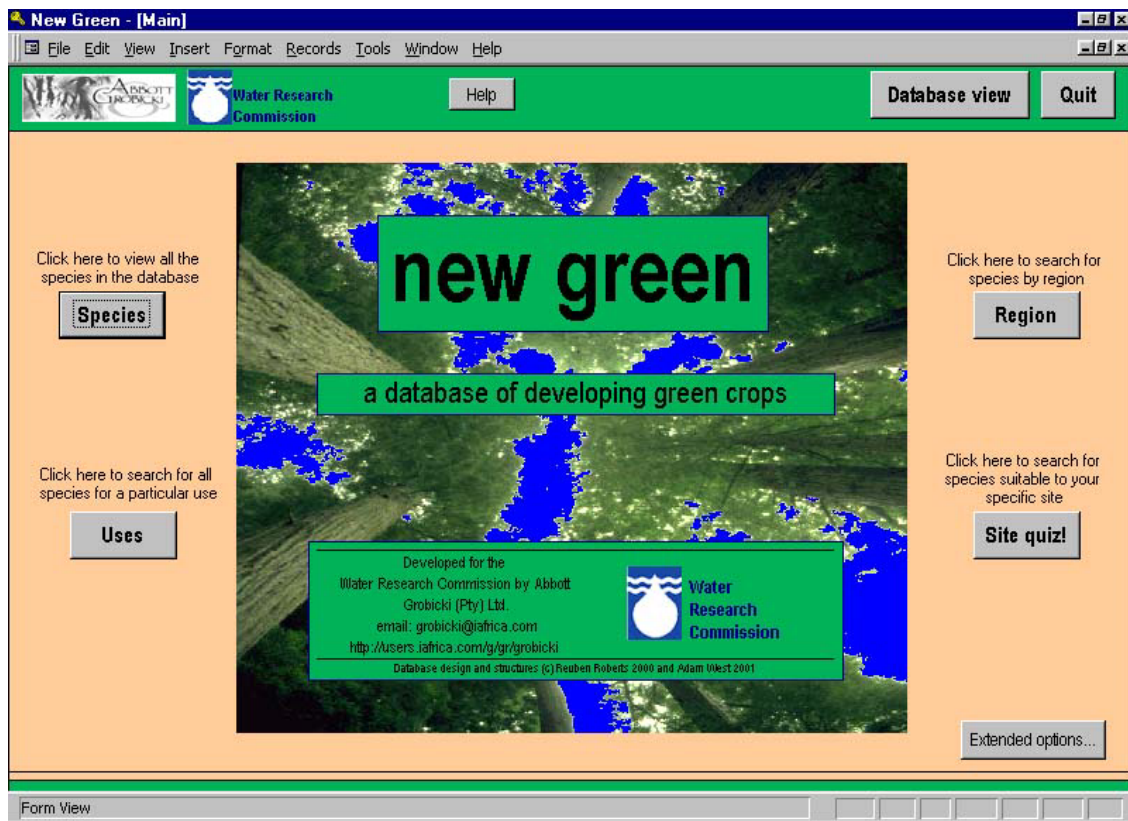 New Green - [Main]
File Edit View Insert Format Records Tools Window Help
ABBOTT
GROBICKI
Water Research
Commission
Help
Database view
Quit
new green
a database of developing green crops
Click here to view all the
species in the database
Species
Click here to search for all
species for a particular use
Uses
Click here to search for
species by region
Region
Click here to search for
species suitable to your
specific site
Site quiz!
Developed for the
Water Research Commission by Abbott
Grobicki (Pty) Ltd.
email: grobicki@iafrica.com
http://users.iafrica.com/g/gr/grobicki
Water
Research
Commission
Database design and structures (c) Reuben Roberts 2000 and Adam West 2001
Extended options...
Form View